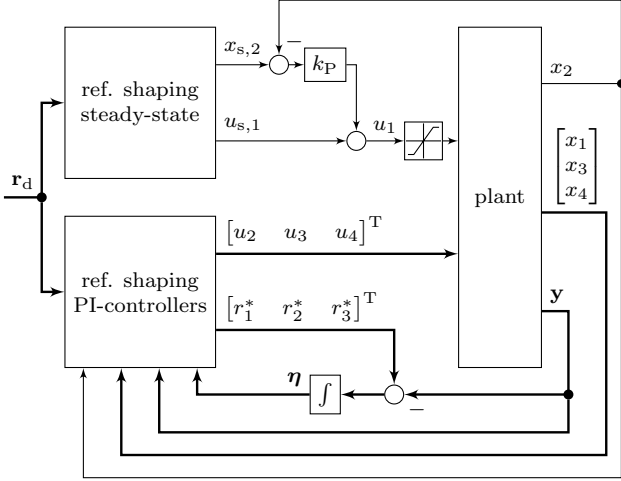 −
x_{s,2}
k_P
x_2
ref. shaping
steady-state
u_{s,1}
u_1
[x_1
x_3
x_4]
r_d
plant
[u_2 u_3 u_4]^T
ref. shaping
PI-controllers
[r_1^* r_2^* r_3^*]^T
y
η
∫
−